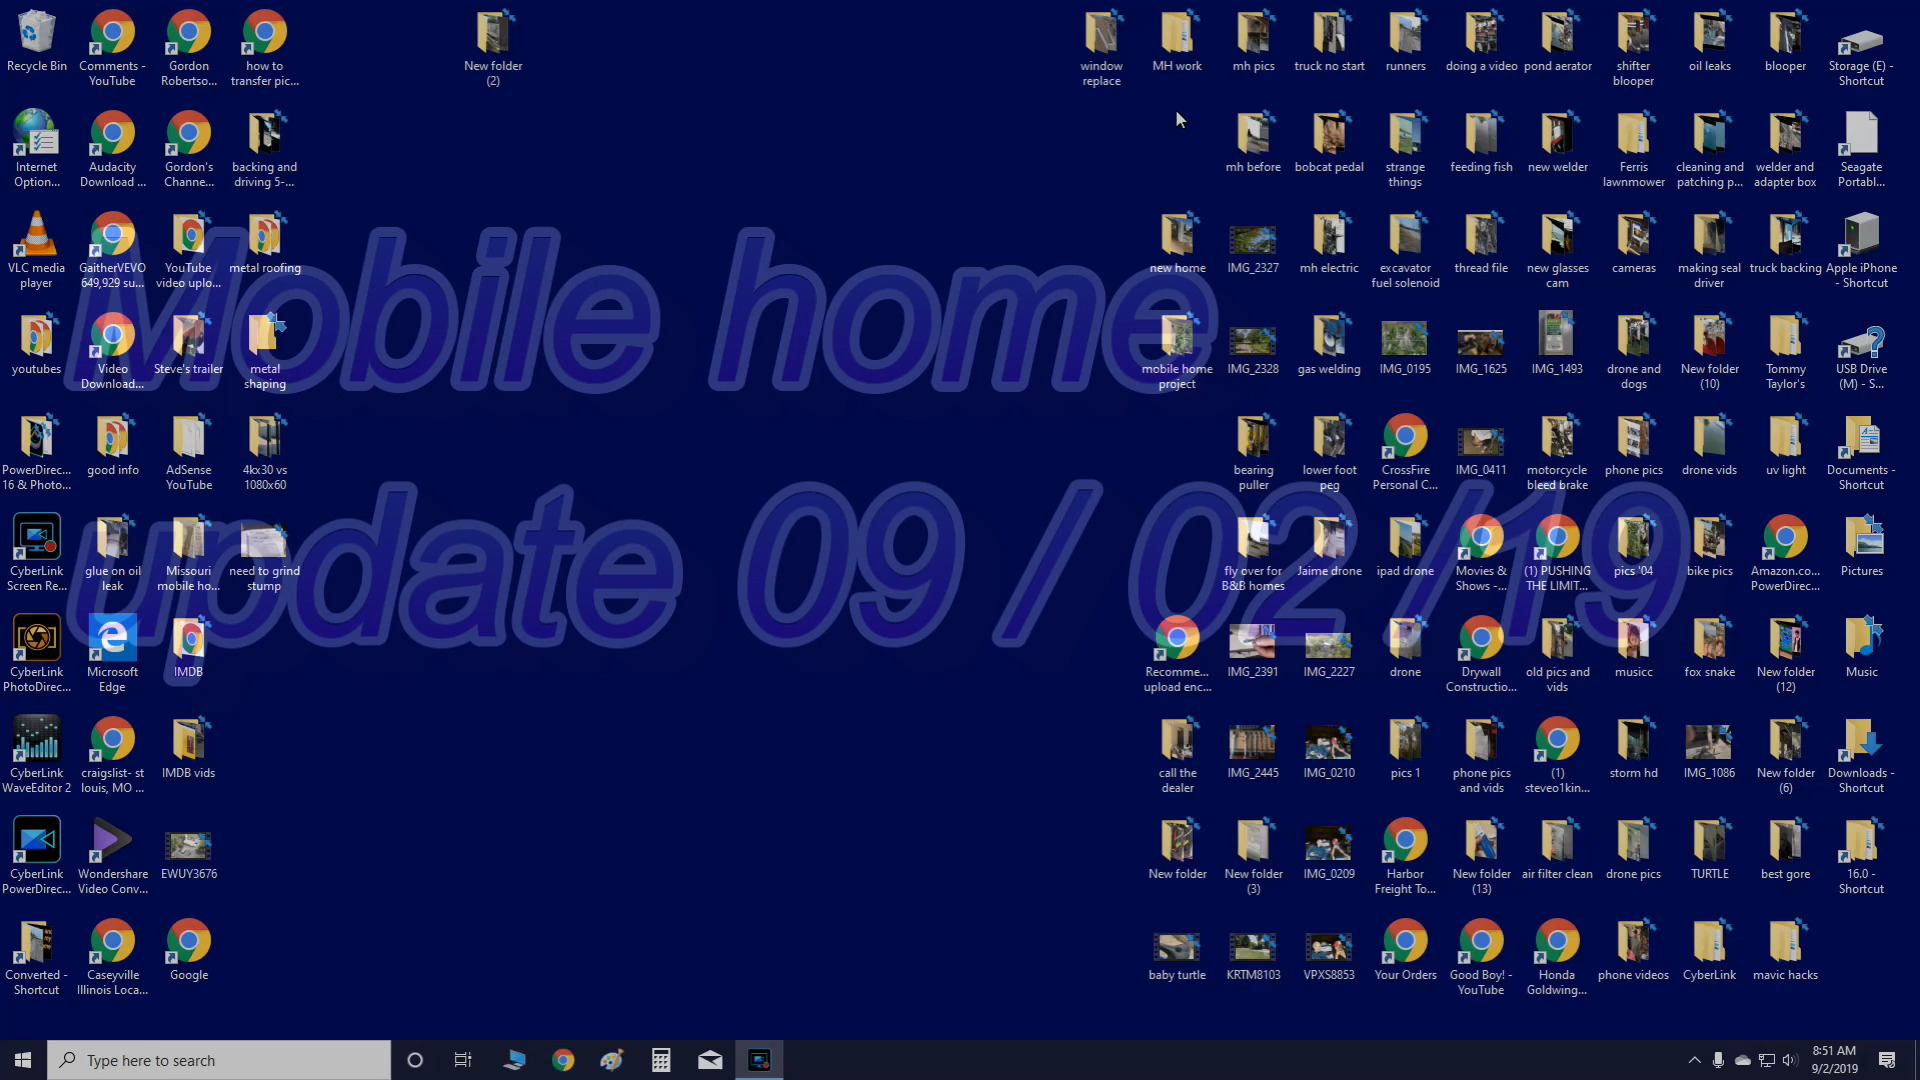 Recycle Bin
Comments -
YouTube
Gordon
Robertso...
how to
transfer pic...
New folder
(2)
window
replace
MH work
mh pics
truck no start
runners
doing a video
pond aerator
shifter
blooper
oil leaks
blooper
Storage (E) -
Shortcut
Internet
Option...
Audacity
Download ...
Gordon's
Channe...
backing and
driving 5-...
mh before
bobcat pedal
strange
things
feeding fish
new welder
Ferris
lawnmower
cleaning and
patching p...
welder and
adapter box
Seagate
Portabl...
VLC media
player
GaitherVEVO
649,929 su...
YouTube
video uplo...
metal roofing
new home
IMG_2327
mh electric
excavator
fuel solenoid
thread file
new glasses
cam
cameras
making seal
driver
truck backing
Apple iPhone
- Shortcut
Mobile home
youtubes
Video
Download...
Steve's trailer
metal
shaping
mobile home
project
IMG_2328
gas welding
IMG_0195
IMG_1625
IMG_1493
drone and
dogs
New folder
(10)
Tommy
Taylor's
USB Drive
(M) - S...
PowerDirec...
16 & Photo...
good info
AdSense
YouTube
4kx30 vs
1080x60
bearing
puller
lower foot
peg
CrossFire
Personal C...
IMG_0411
motorcycle
bleed brake
phone pics
drone vids
uv light
Documents -
Shortcut
update 09 / 02 /19
CyberLink
Screen Re...
glue on oil
leak
Missouri
mobile ho...
need to grind
stump
fly over for
B&B homes
Jaime drone
ipad drone
Movies &
Shows -...
(1) PUSHING
THE LIMIT...
pics '04
bike pics
Amazon.co...
PowerDirec...
Pictures
CyberLink
PhotoDirec...
Microsoft
Edge
IMDB
Recomme...
upload enc...
IMG_2391
IMG_2227
drone
Drywall
Constructio...
old pics and
vids
musicc
fox snake
New folder
(12)
Music
CyberLink
WaveEditor 2
craigslist- st
louis, MO ...
IMDB vids
call the
dealer
IMG_2445
IMG_0210
pics 1
phone pics
and vids
(1)
steveo1kin...
storm hd
IMG_1086
New folder
(6)
Downloads -
Shortcut
CyberLink
PowerDirec...
Wondershare
Video Conv...
EWUY3676
New folder
New folder
(3)
IMG_0209
Harbor
Freight To...
New folder
(13)
air filter clean
drone pics
TURTLE
best gore
16.0 -
Shortcut
Converted -
Shortcut
Caseyville
Illinois Loca...
Google
baby turtle
KRTM8103
VPXS8853
Your Orders
Good Boy! -
YouTube
Honda
Goldwing...
phone videos
CyberLink
mavic hacks
Type here to search
8:51 AM
9/2/2019